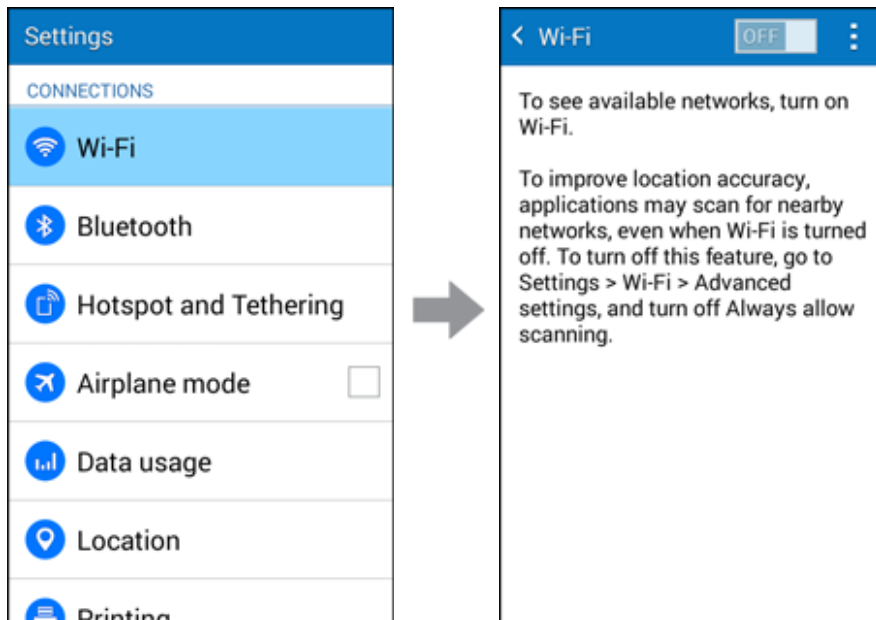 Settings
CONNECTIONS
Wi-Fi
Bluetooth
Hotspot and Tethering
Airplane mode
Data usage
Location
Printing
Wi-Fi
OFF
To see available networks, turn on
Wi-Fi.
To improve location accuracy,
applications may scan for nearby
networks, even when Wi-Fi is turned
off. To turn off this feature, go to
Settings > Wi-Fi > Advanced
settings, and turn off Always allow
scanning.